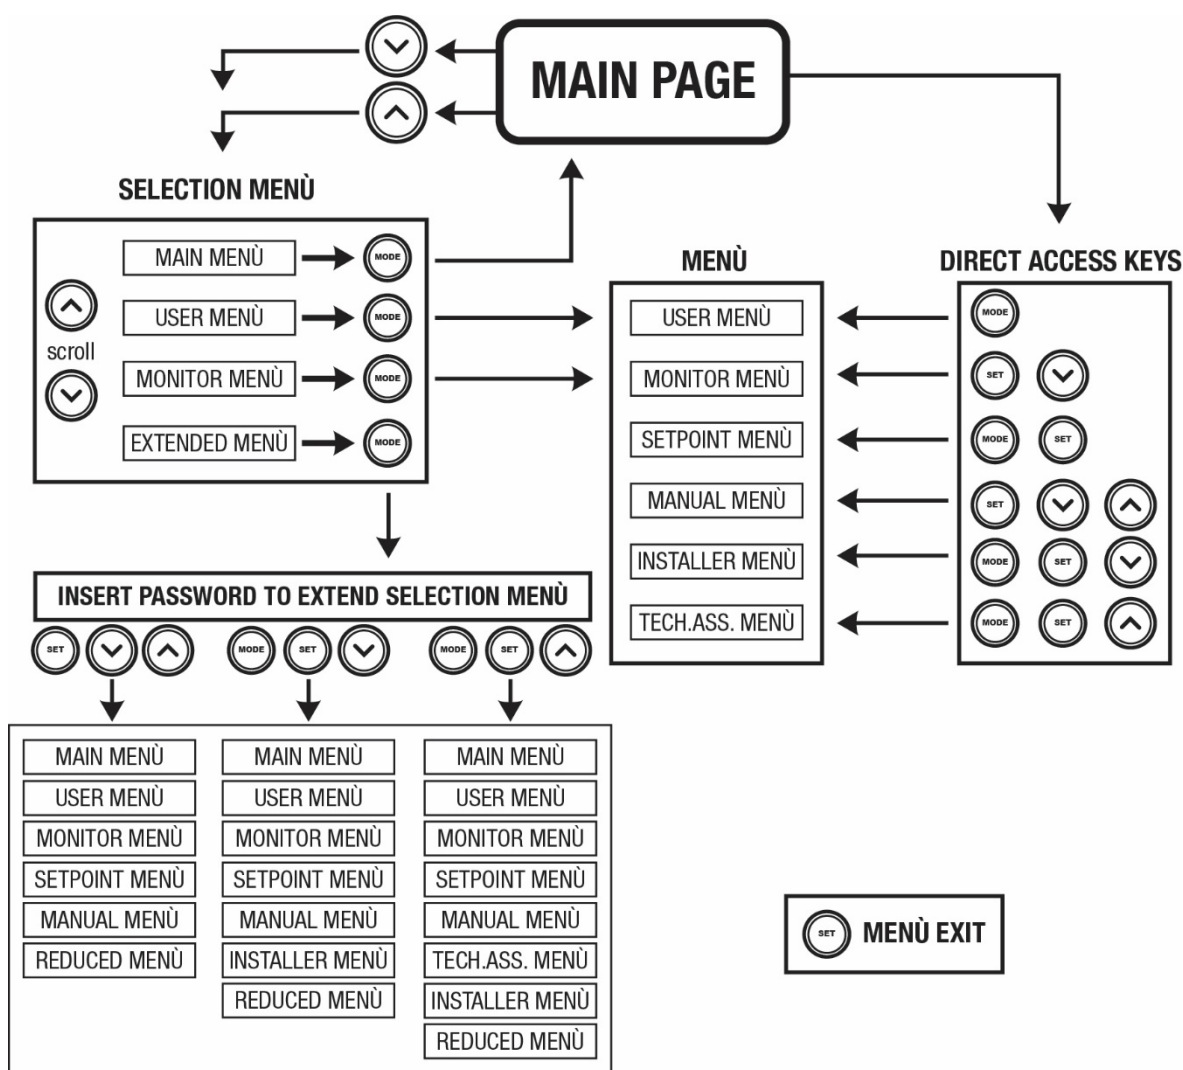 MAIN PAGE
SELECTION MENÙ
scroll
MAIN MENÙ MODE
USER MENÙ MODE
MONITOR MENÙ MODE
EXTENDED MENÙ MODE
MENÙ
USER MENÙ
MONITOR MENÙ
SETPOINT MENÙ
MANUAL MENÙ
INSTALLER MENÙ
TECH.ASS. MENÙ
DIRECT ACCESS KEYS
MODE
SET
MODE SET
SET
MODE SET
MODE SET
INSERT PASSWORD TO EXTEND SELECTION MENÙ
SET MODE SET MODE SET
MAIN MENÙ
USER MENÙ
MONITOR MENÙ
SETPOINT MENÙ
MANUAL MENÙ
REDUCED MENÙ
MAIN MENÙ
USER MENÙ
MONITOR MENÙ
SETPOINT MENÙ
MANUAL MENÙ
INSTALLER MENÙ
REDUCED MENÙ
MAIN MENÙ
USER MENÙ
MONITOR MENÙ
SETPOINT MENÙ
MANUAL MENÙ
TECH.ASS. MENÙ
INSTALLER MENÙ
REDUCED MENÙ
SET MENÙ EXIT